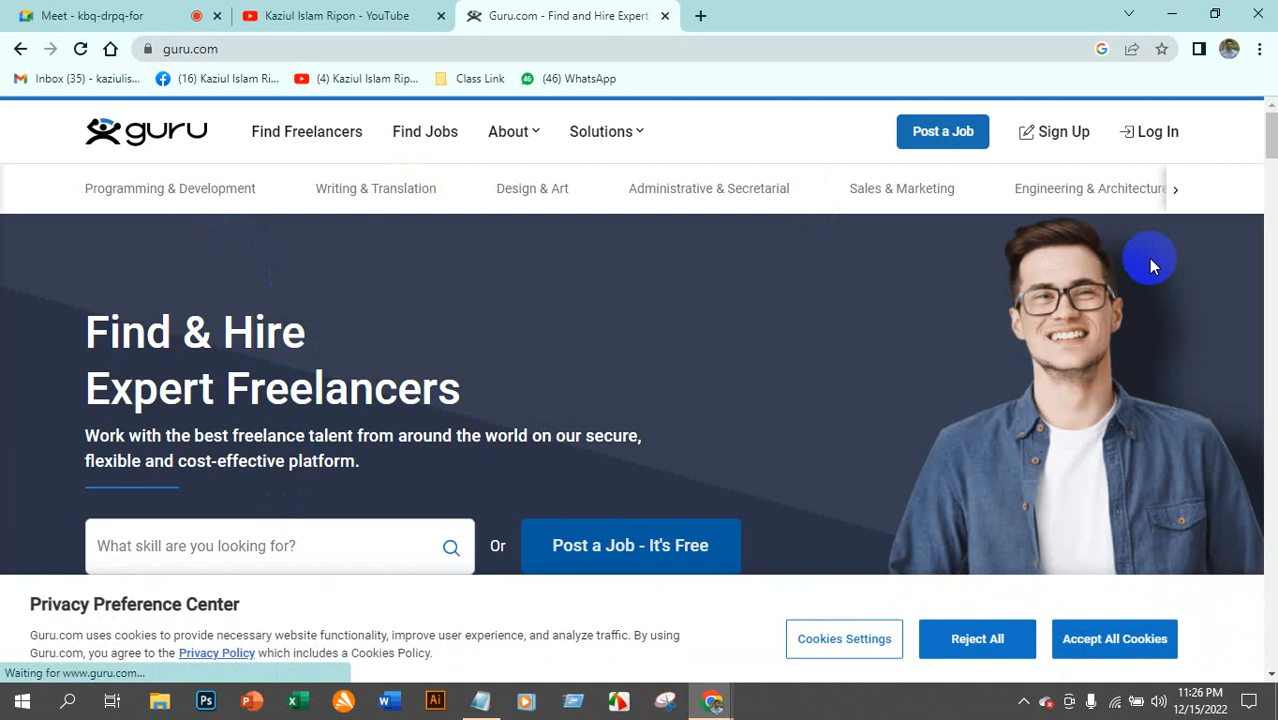 Meet - kbq-drpq-for
Kaziul Islam Ripon - YouTube
Guru.com - Find and Hire Expert
guru.com
Inbox (35) - kaziulis...
(16) Kaziul Islam Ri...
(4) Kaziul Islam Rip...
Class Link
(46) WhatsApp
guru
Find Freelancers
Find Jobs
About
Solutions
Post a Job
Sign Up
Log In
Programming & Development
Writing & Translation
Design & Art
Administrative & Secretarial
Sales & Marketing
Engineering & Architecture
Find & Hire
Expert Freelancers
Work with the best freelance talent from around the world on our secure,
flexible and cost-effective platform.
What skill are you looking for?
Or
Post a Job - It's Free
Privacy Preference Center
Guru.com uses cookies to provide necessary website functionality, improve user experience, and analyze traffic. By using
Guru.com, you agree to the Privacy Policy which includes a Cookies Policy.
Cookies Settings
Reject All
Accept All Cookies
Waiting for www.guru.com...
Ps
Ai
11:26 PM
12/15/2022